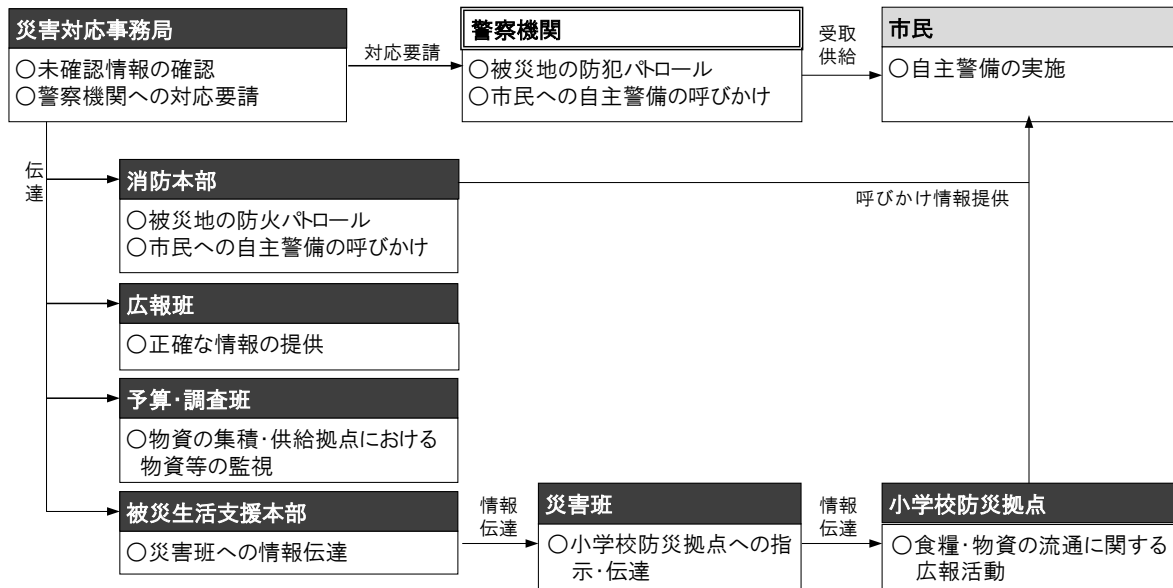 災害対応事務局
○未確認情報の確認
○警察機関への対応要請
対応要請
警察機関
○被災地の防犯パトロール
○市民への自主警備の呼びかけ
受取
供給
市民
○自主警備の実施
伝
達
消防本部
○被災地の防火パトロール
○市民への自主警備の呼びかけ
呼びかけ情報提供
広報班
○正確な情報の提供
予算・調査班
○物資の集積・供給拠点における
物資等の監視
被災生活支援本部
○災害班への情報伝達
情報
伝達
災害班
○小学校防災拠点への指
示・伝達
情報
伝達
小学校防災拠点
○食糧・物資の流通に関する
広報活動